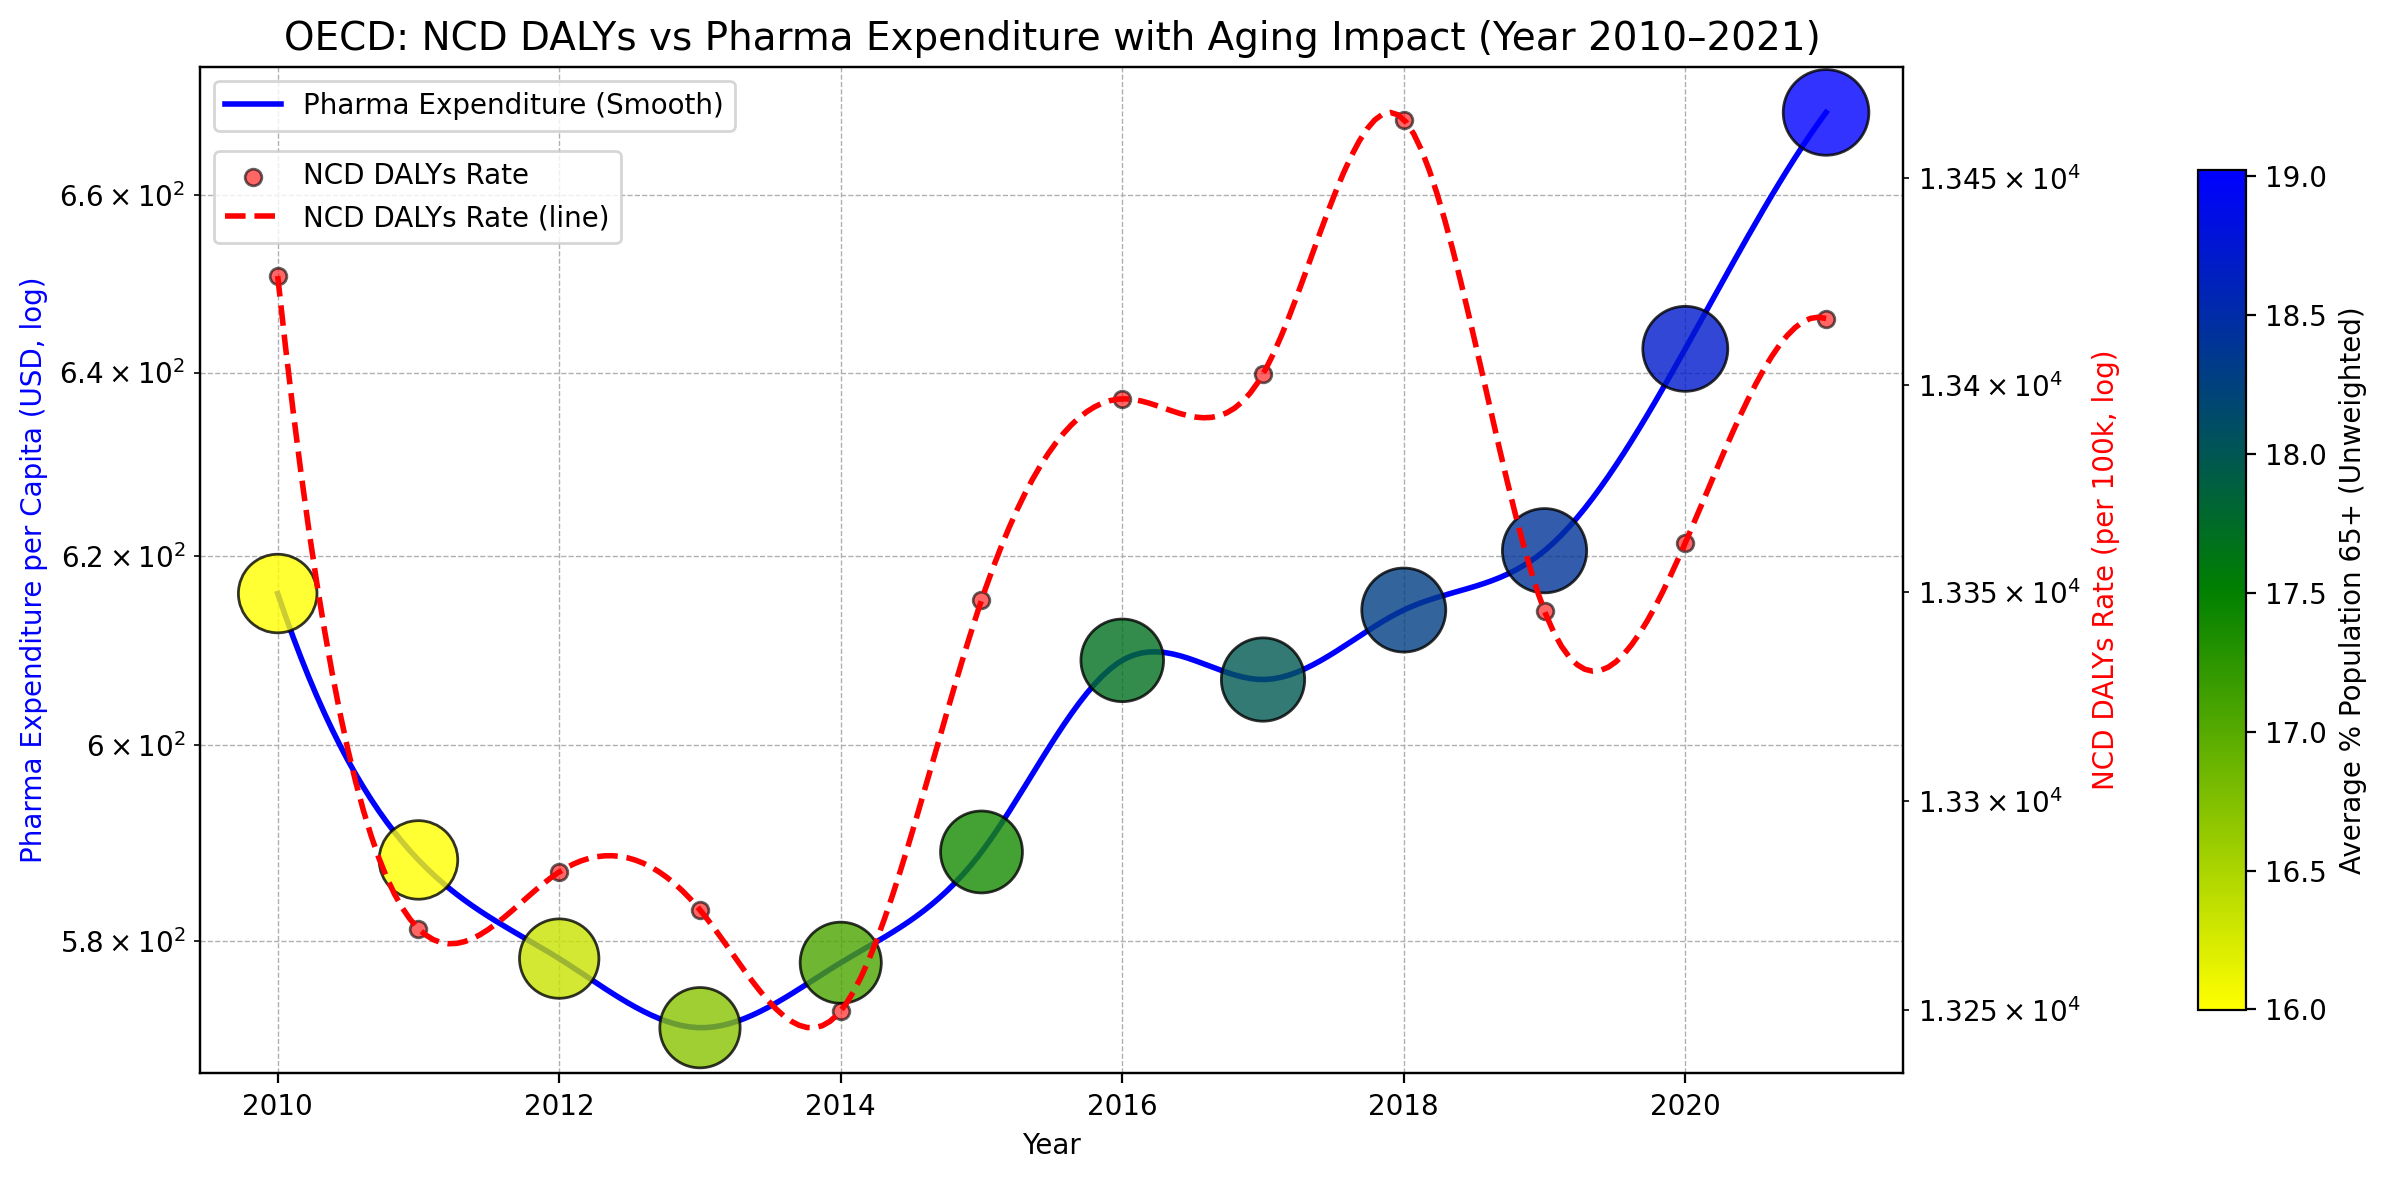 OECD: NCD DALYs vs Pharma Expenditure with Aging Impact (Year 2010–2021)
Pharma Expenditure (Smooth)
NCD DALYs Rate
NCD DALYs Rate (line)
Pharma Expenditure per Capita (USD, log)
6.6 × 10²
6.4 × 10²
6.2 × 10²
6 × 10²
5.8 × 10²
2010
2012
2014
2016
2018
2020
Year
1.345 × 10⁴
1.34 × 10⁴
1.335 × 10⁴
1.33 × 10⁴
1.325 × 10⁴
NCD DALYs Rate (per 100k, log)
19.0
18.5
18.0
17.5
17.0
16.5
16.0
Average % Population 65+ (Unweighted)